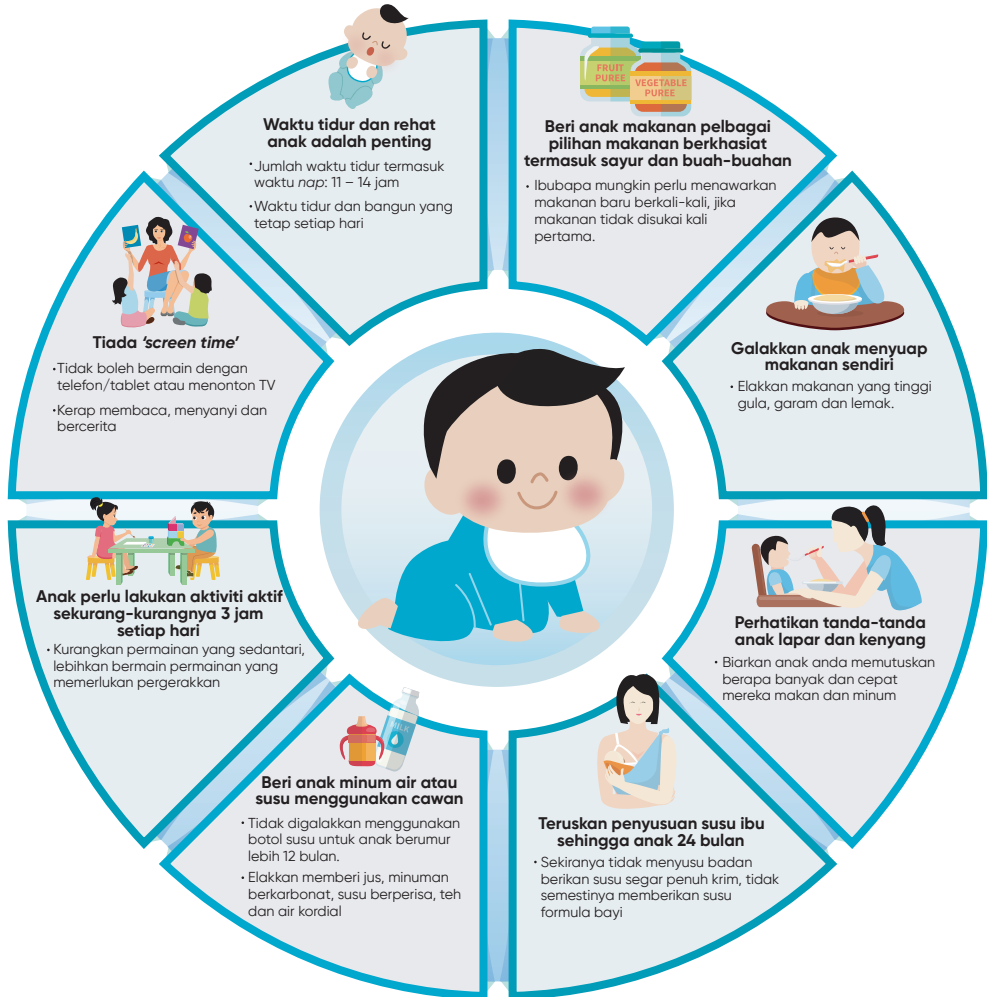 FRUIT
PUREE
VEGETABLE
PUREE
Beri anak makanan pelbagai
pilihan makanan berkhasiat
termasuk sayur dan buah-buahan
• Ibubapa mungkin perlu menawarkan
makanan baru berkali-kali, jika
makanan tidak disukai kali
pertama.
Galakkan anak menyuap
makanan sendiri
• Elakkan makanan yang tinggi
gula, garam dan lemak.
Perhatikan tanda-tanda
anak lapar dan kenyang
• Biarkan anak anda memutuskan
berapa banyak dan cepat
mereka makan dan minum
Teruskan penyusuan susu ibu
sehingga anak 24 bulan
• Sekiranya tidak menyusu badan
berikan susu segar penuh krim, tidak
semestinya memberikan susu
formula bayi
MILK
Beri anak minum air atau
susu menggunakan cawan
• Tidak digalakkan menggunakan
botol susu untuk anak berumur
lebih 12 bulan.
• Elakkan memberi jus, minuman
berkarbonat, susu berperisa, teh
dan air kordial
Anak perlu lakukan aktiviti aktif
sekurang-kurangnya 3 jam
setiap hari
• Kurangkan permainan yang sedantari,
lebihkan bermain permainan yang
memerlukan pergerakkan
Tiada ‘screen time’
•Tidak boleh bermain dengan
telefon/tablet atau menonton TV
•Kerap membaca, menyanyi dan
bercerita
Waktu tidur dan rehat
anak adalah penting
•Jumlah waktu tidur termasuk
waktu nap: 11 – 14 jam
•Waktu tidur dan bangun yang
tetap setiap hari